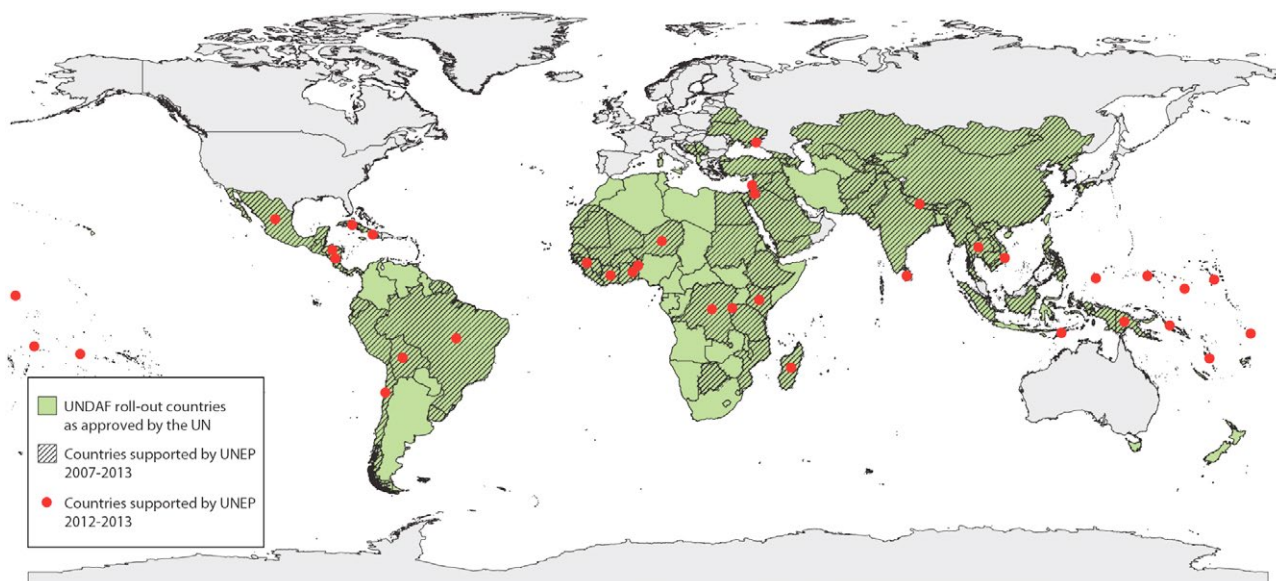 UNDAF roll-out countries
as approved by the UN
Countries supported by UNEP
2007-2013
Countries supported by UNEP
2012-2013